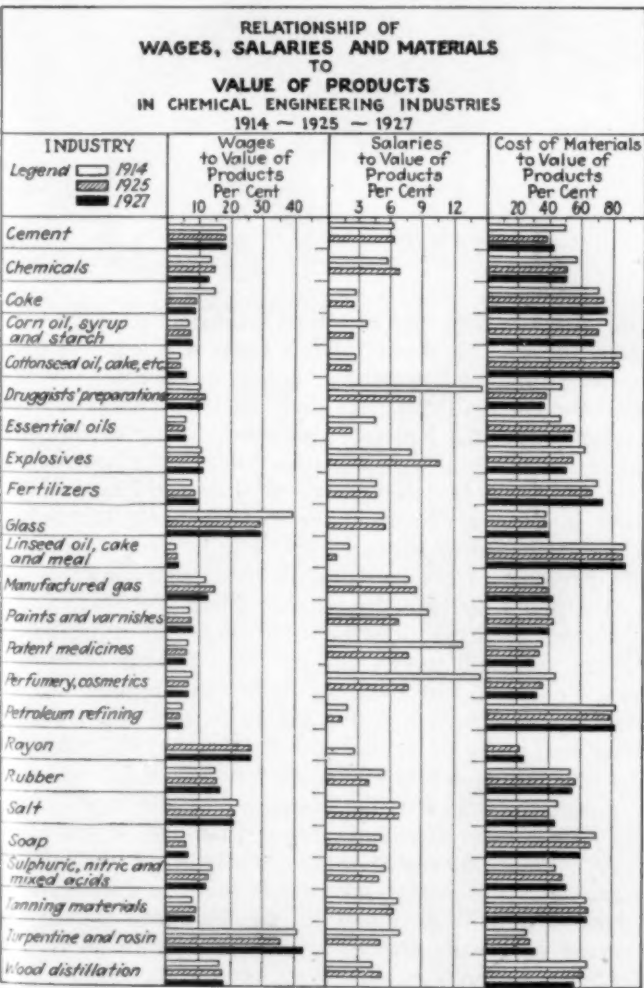 RELATIONSHIP OF
WAGES, SALARIES AND MATERIALS
TO
VALUE OF PRODUCTS
IN CHEMICAL ENGINEERING INDUSTRIES
1914 ~ 1925 ~ 1927
INDUSTRY
Legend 1914
1925
1927
Wages
to Value of
Products
Per Cent
10 20 30 40
Salaries
to Value of
Products
Per Cent
3 6 9 12
Cost of Materials
to Value of
Products
Per Cent
20 40 60 80
Cement
Chemicals
Coke
Corn oil, syrup
and starch
Cottonseed oil, cake, etc.
Druggists' preparations
Essential oils
Explosives
Fertilizers
Glass
Linseed oil, cake
and meal
Manufactured gas
Paints and varnishes
Patent medicines
Perfumery, cosmetics
Petroleum refining
Rayon
Rubber
Salt
Soap
Sulphuric, nitric and
mixed acids
Tanning materials
Turpentine and rosin
Wood distillation